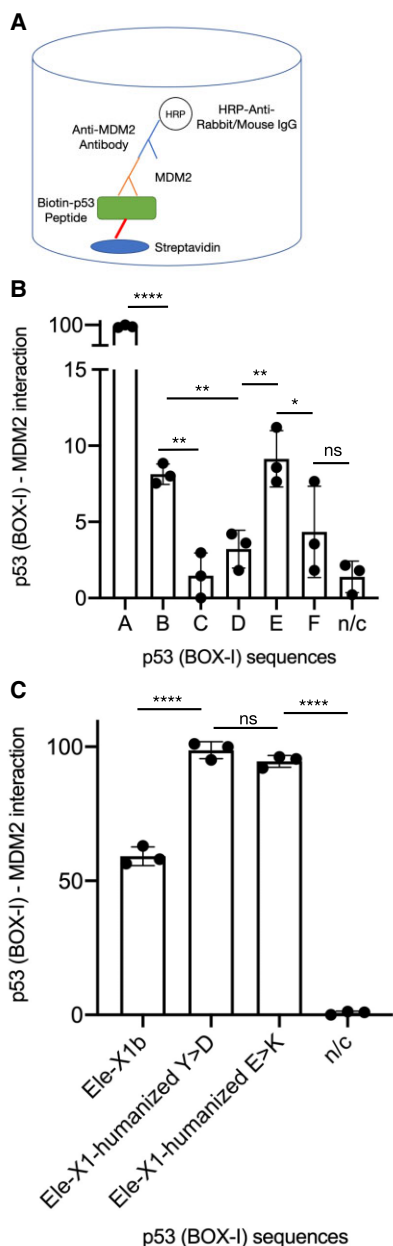 A
HRP
HRP-Anti-
Rabbit/Mouse IgG
Anti-MDM2
Antibody
MDM2
Biotin-p53
Peptide
Streptavidin
B
p53 (BOX-I) - MDM2 interaction
100
15
10
5
0
****
**
**
**
*
ns
A B C D E F n/c
p53 (BOX-I) sequences
C
p53 (BOX-I) - MDM2 interaction
100
50
0
****
ns
****
Ele-X1b
Ele-X1-humanized Y>D
Ele-X1-humanized E>K
n/c
p53 (BOX-I) sequences